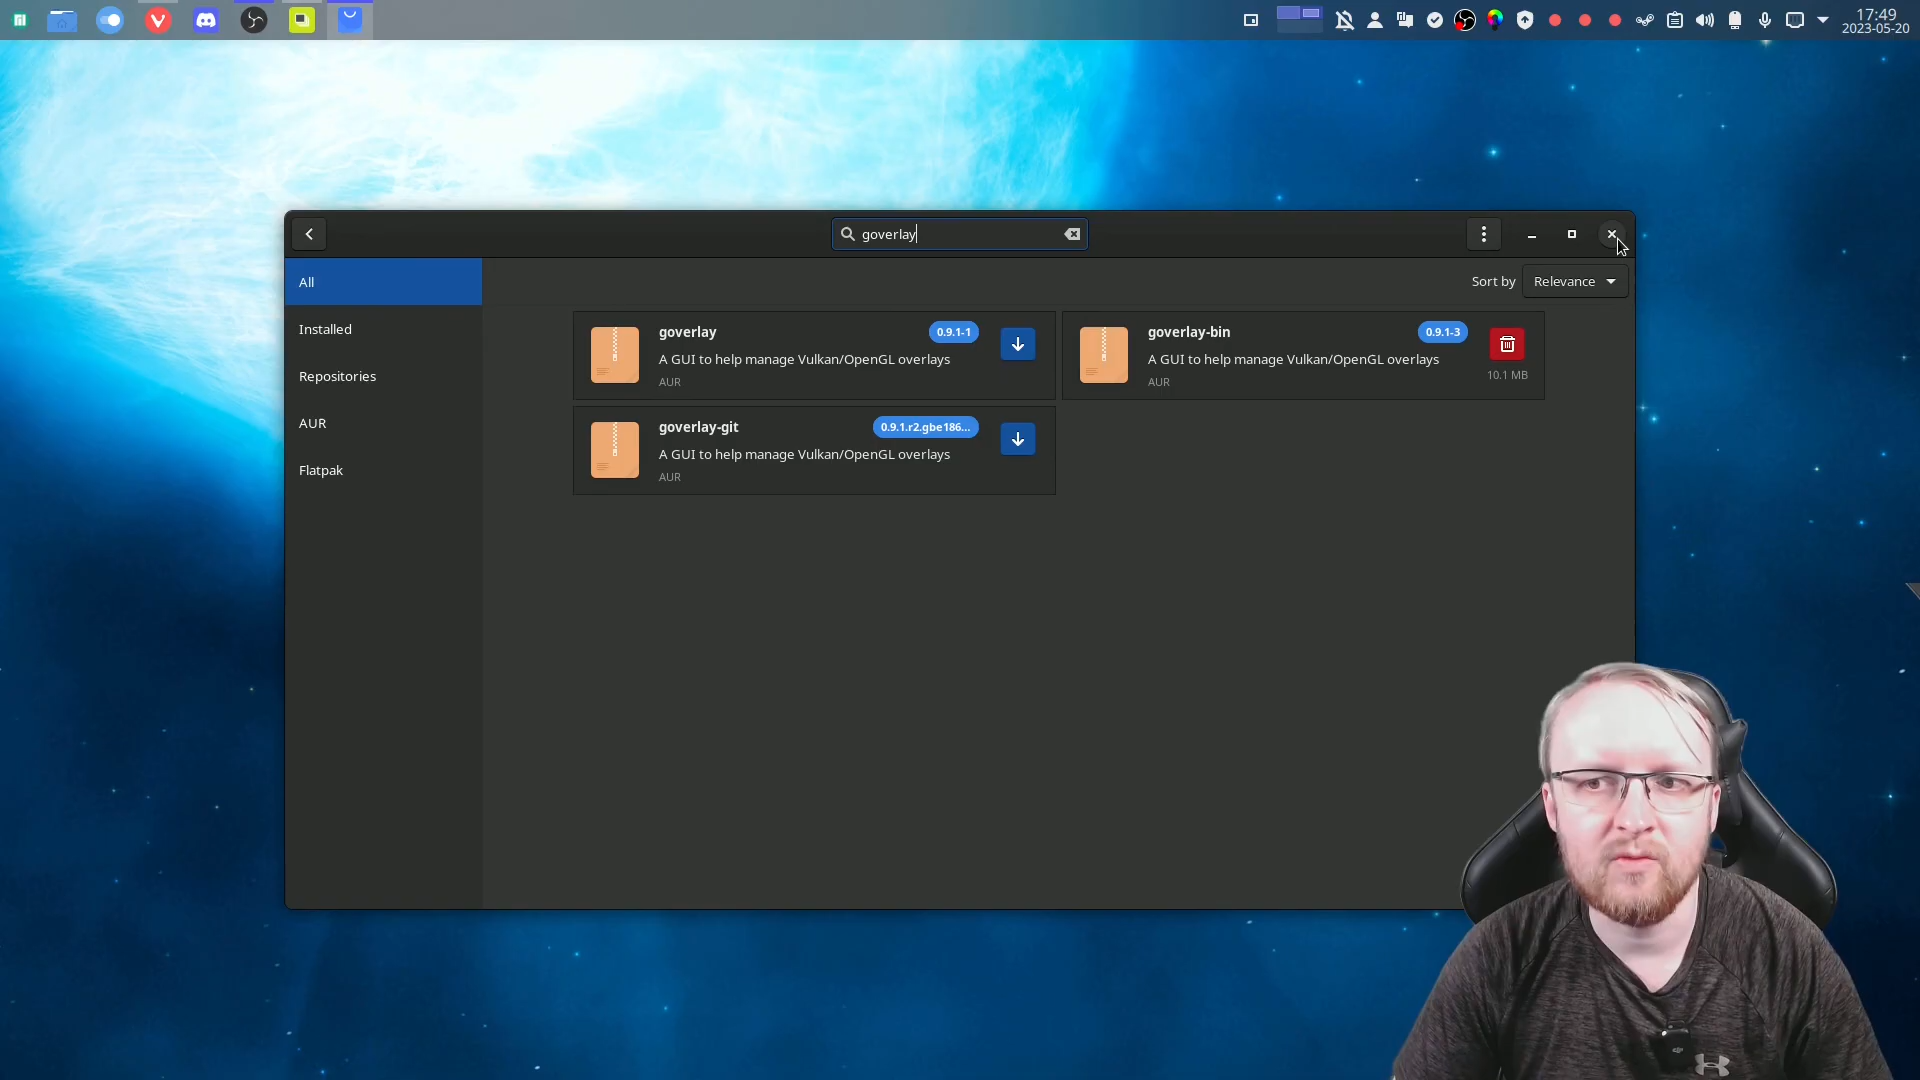 17:49
2023-05-20
goverlay
All
Sort by
Relevance
Installed
Repositories
AUR
Flatpak
goverlay
0.9.1-1
A GUI to help manage Vulkan/OpenGL overlays
AUR
goverlay-bin
0.9.1-3
A GUI to help manage Vulkan/OpenGL overlays
AUR
10.1 MB
goverlay-git
0.9.1.r2.gbe186...
A GUI to help manage Vulkan/OpenGL overlays
AUR